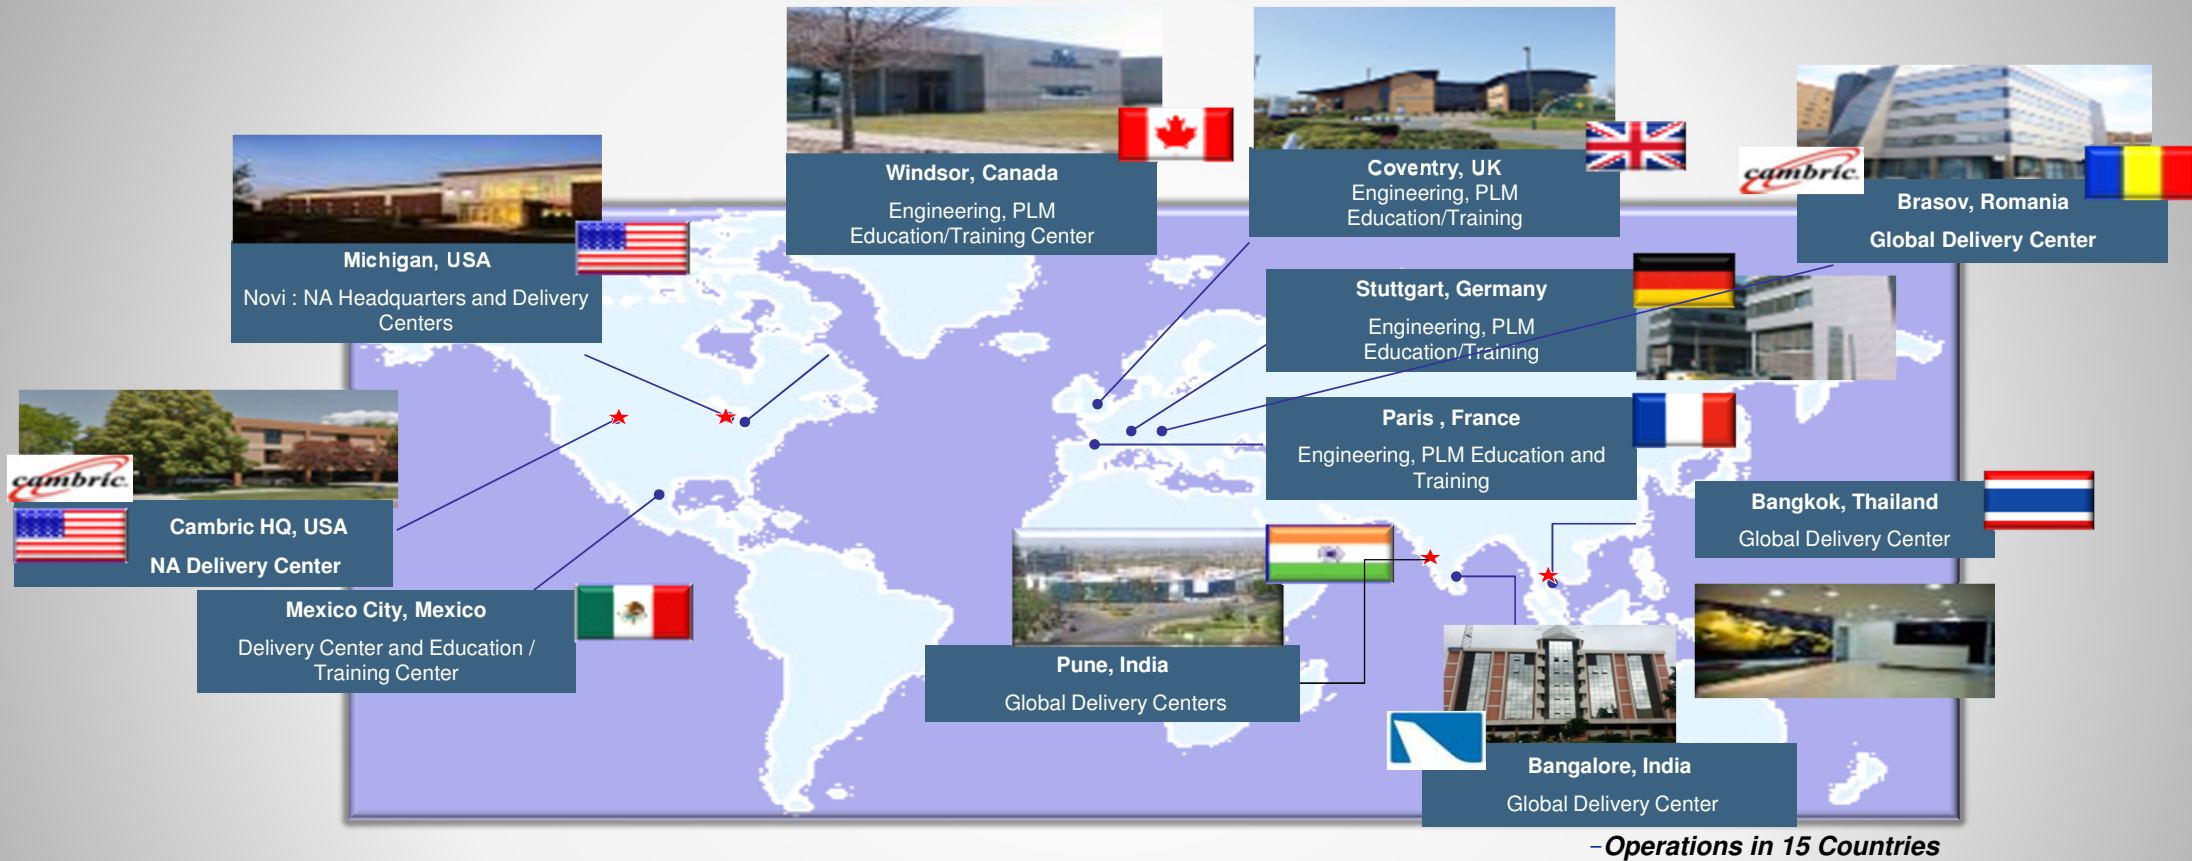 Windsor, Canada
Engineering, PLM
Education/Training Center
Coventry, UK
Engineering, PLM
Education/Training
cambric
Brasov, Romania
Global Delivery Center
Michigan, USA
Novi : NA Headquarters and Delivery
Centers
Stuttgart, Germany
Engineering, PLM
Education/Training
Paris , France
Engineering, PLM Education and
Training
cambric
Cambric HQ, USA
NA Delivery Center
Bangkok, Thailand
Global Delivery Center
Mexico City, Mexico
Delivery Center and Education /
Training Center
Pune, India
Global Delivery Centers
Bangalore, India
Global Delivery Center
–Operations in 15 Countries